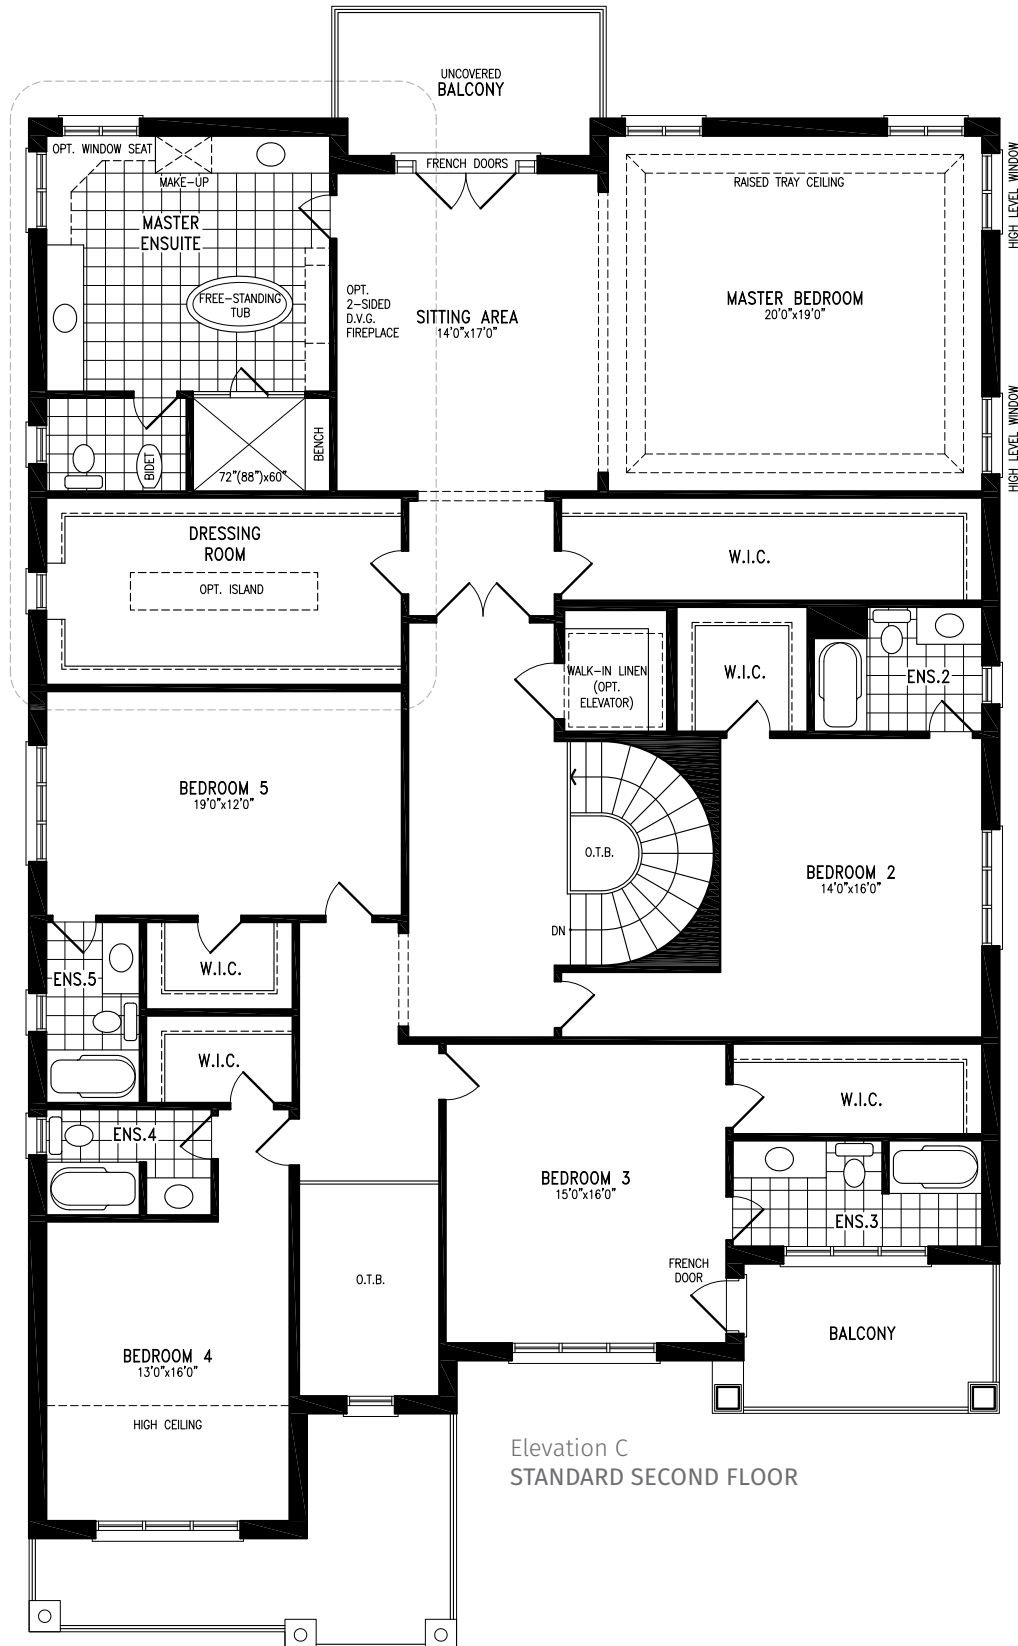 UNCOVERED
BALCONY
OPT. WINDOW SEAT
MAKE-UP
FRENCH DOORS
RAISED TRAY CEILING
HIGH LEVEL WINDOW
MASTER
ENSUITE
FREE-STANDING
TUB
OPT.
2-SIDED
D.V.G.
FIREPLACE
SITTING AREA
14'0"x17'0"
MASTER BEDROOM
20'0"x19'0"
HIGH LEVEL WINDOW
BIDET
72"(88")x60"
BENCH
DRESSING
ROOM
OPT. ISLAND
W.I.C.
WALK-IN LINEN
(OPT.
ELEVATOR)
W.I.C.
ENS.2
BEDROOM 5
19'0"x12'0"
O.T.B.
DN
BEDROOM 2
14'0"x16'0"
ENS.5
W.I.C.
W.I.C.
W.I.C.
ENS.4
BEDROOM 3
15'0"x16'0"
ENS.3
FRENCH
DOOR
O.T.B.
BALCONY
BEDROOM 4
13'0"x16'0"
HIGH CEILING
Elevation C
STANDARD SECOND FLOOR